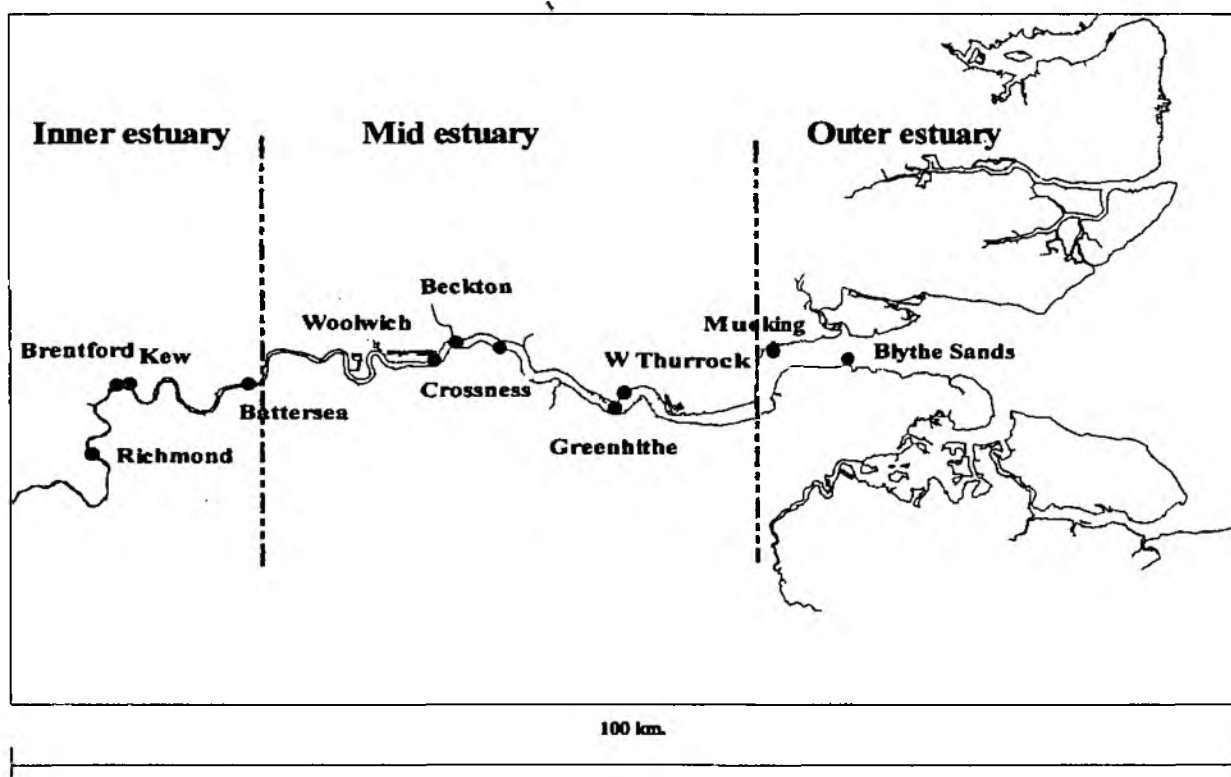 Inner estuary
Mid estuary
Outer estuary
Beckton
Woolwich
Mucking
Brentford
Kew
W Thurrock
Blythe Sands
Battersea
Crossness
Greenhithe
Richmond
100 km.